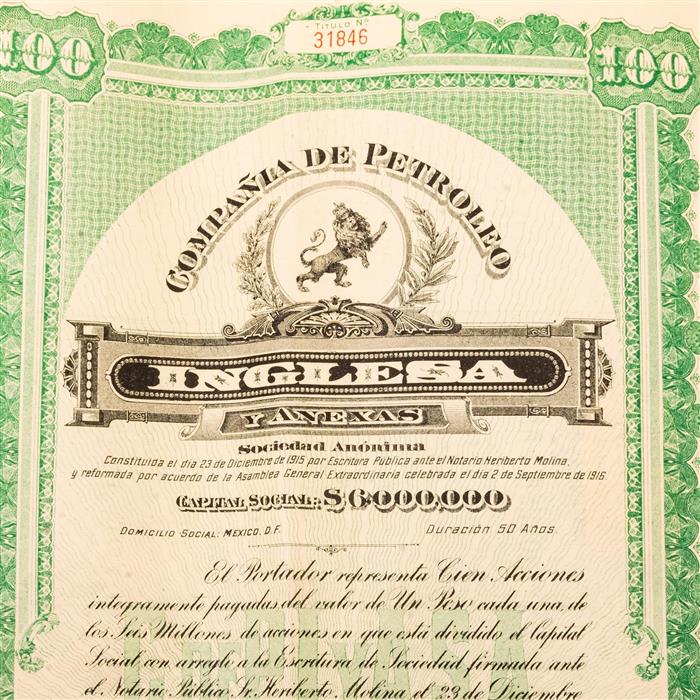 TITULO Nº
31846
100
100
COMPAÑIA DE PETROLEO
INGLESA
Y ANEXAS
Sociedad Anónima
Constituida el dia 23 de Diciembre de 1915 por Escritura Pública ante el Notario Heriberto Molina,
y reformada por acuerdo de la Asamblea General Extraordinaria celebrada el dia 2 de Septiembre de 1916.
CAPITAL SOCIAL: $6.000,000
DOMICILIO SOCIAL: MEXICO, D.F.
Duración 50 Años.
El Portador representa Cien Acciones
integramente pagadas del valor de Un Peso cada una, de
los Seis Millones de acciones en que está dividido el Capital
Social con arreglo a la Escritura de Sociedad firmada ante
el Notario Público Sr. Heriberto Molina el 23 de Diciembre